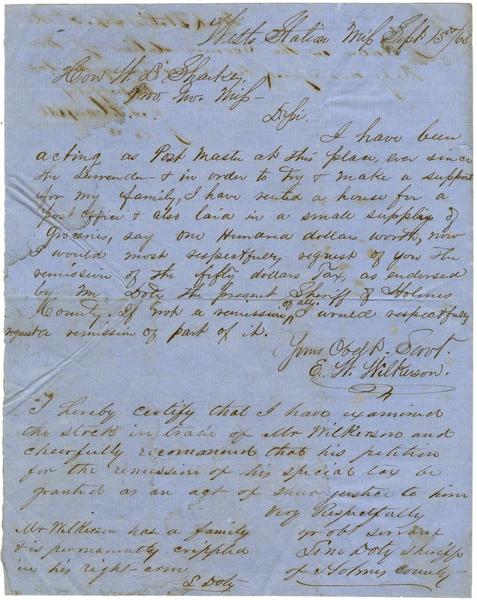 Wests Station Miss Sept 15th/65
Hon W. L. Sharkey
Prov. Gov. Miss-
D Sir.
I have been
acting as Post Master at this place, ever since
the Surrender & in order to try & make a support
for my family, I have rented a house for a
Post Office & also laid in a small supply of
Groceries, say one Hundred dollars worth, now
I would most respectfully request of you the
remission of the fifty dollars Tax, as endorsed
by Mr Doty the present Sheriff of Holmes
County. If not a remission of all, I would respectfully
request a remission of part of it.
Yours Obedt. Servt.
E. W. Wilkerson.
I hereby certify that I have examined
the stock in trade of Mr Wilkerson and
cheerfully recomend that his petition
for the remission of his special tax be
granted as an act of justice to him
Very Respectfully
yr obt servant
Doty Sheriff
of Holmes County
Mr Wilkerson has a family
& is permanently crippled
in his right-arm
L Doty